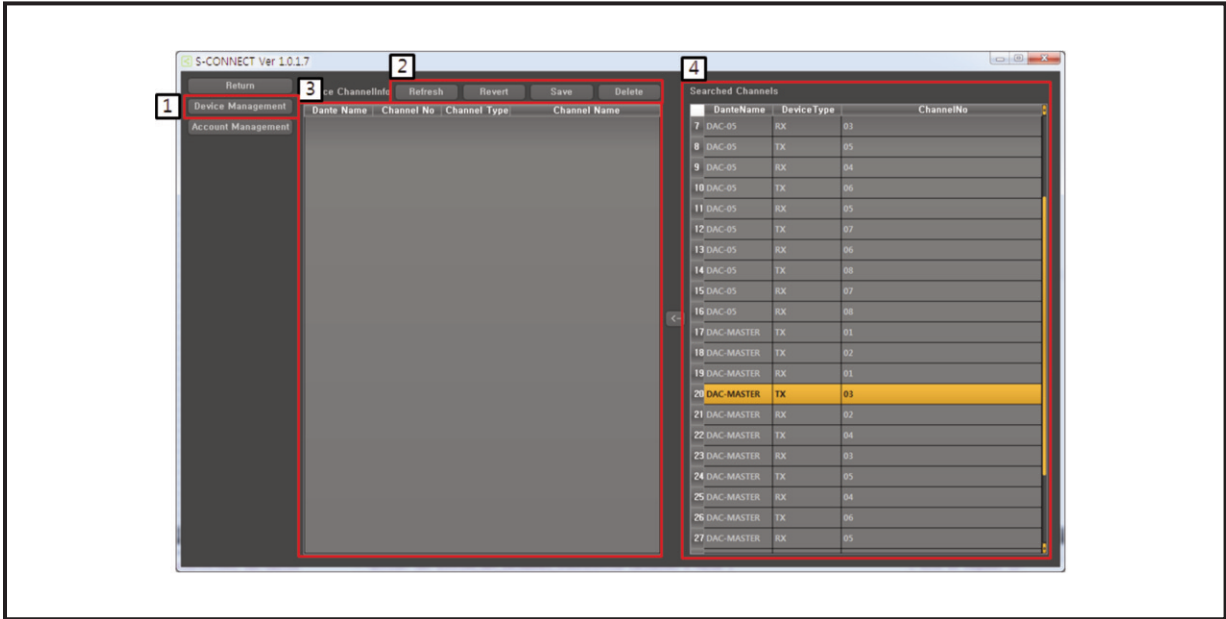 S-CONNECT Ver 1.0.1.7
2
4
Return
3
ce ChannelInfo Refresh Revert Save Delete
Searched Channels
1
Device Management
Dante Name Channel No Channel Type Channel Name
DanteName DeviceType ChannelNo
Account Management
7 DAC-05 RX 03
8 DAC-05 TX 05
9 DAC-05 RX 04
10 DAC-05 TX 06
11 DAC-05 RX 05
12 DAC-05 TX 07
13 DAC-05 RX 06
14 DAC-05 TX 08
15 DAC-05 RX 07
16 DAC-05 RX 08
<-
17 DAC-MASTER TX 01
18 DAC-MASTER TX 02
19 DAC-MASTER RX 01
20 DAC-MASTER TX 03
21 DAC-MASTER RX 02
22 DAC-MASTER TX 04
23 DAC-MASTER RX 03
24 DAC-MASTER TX 05
25 DAC-MASTER RX 04
26 DAC-MASTER TX 06
27 DAC-MASTER RX 05